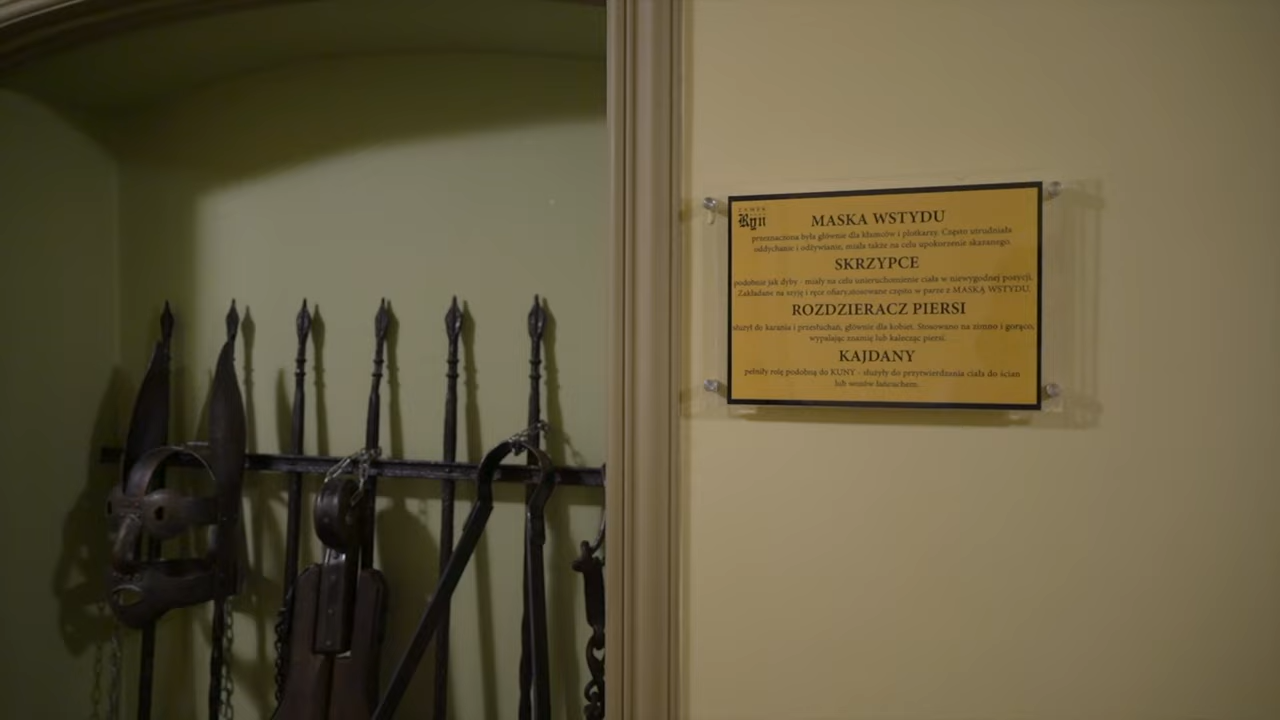 ZAMEK
Ryn
MASKA WSTYDU
przeznaczona była głównie dla kłamców i plotkarzy. Często utrudniała
oddychanie i odżywianie, miała także na celu upokorzenie skazanego.
SKRZYPCE
podobnie jak dyby - miały na celu unieruchomienie ciała w niewygodnej pozycji.
Zakładane na szyję i ręce ofiary,stosowane często w parze z MASKĄ WSTYDU.
ROZDZIERACZ PIERSI
służył do karania i przesłuchań, głównie dla kobiet. Stosowano na zimno i gorąco,
wypalając znamię lub kalecząc piersi.
KAJDANY
pełniły rolę podobną do KUNY - służyły do przytwierdzania ciała do ścian
lub wozów łańcuchem.